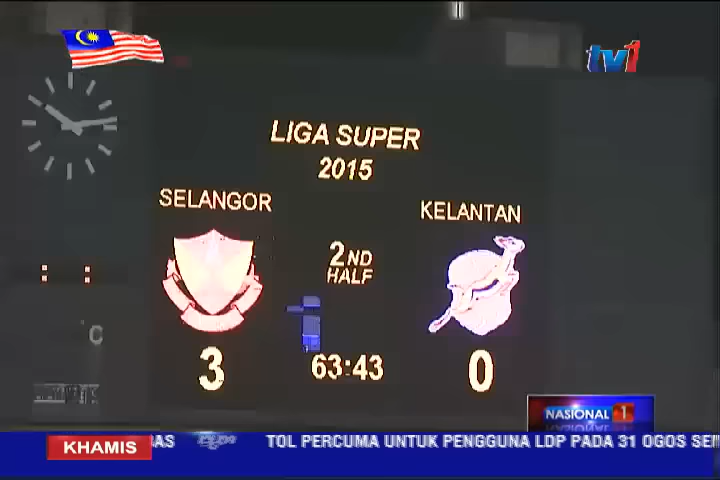 tv1
LIGA SUPER
2015
SELANGOR
KELANTAN
2ND
HALF
3
63:43
0
NASIONAL 1
KHAMIS
TOL PERCUMA UNTUK PENGGUNA LDP PADA 31 OGOS